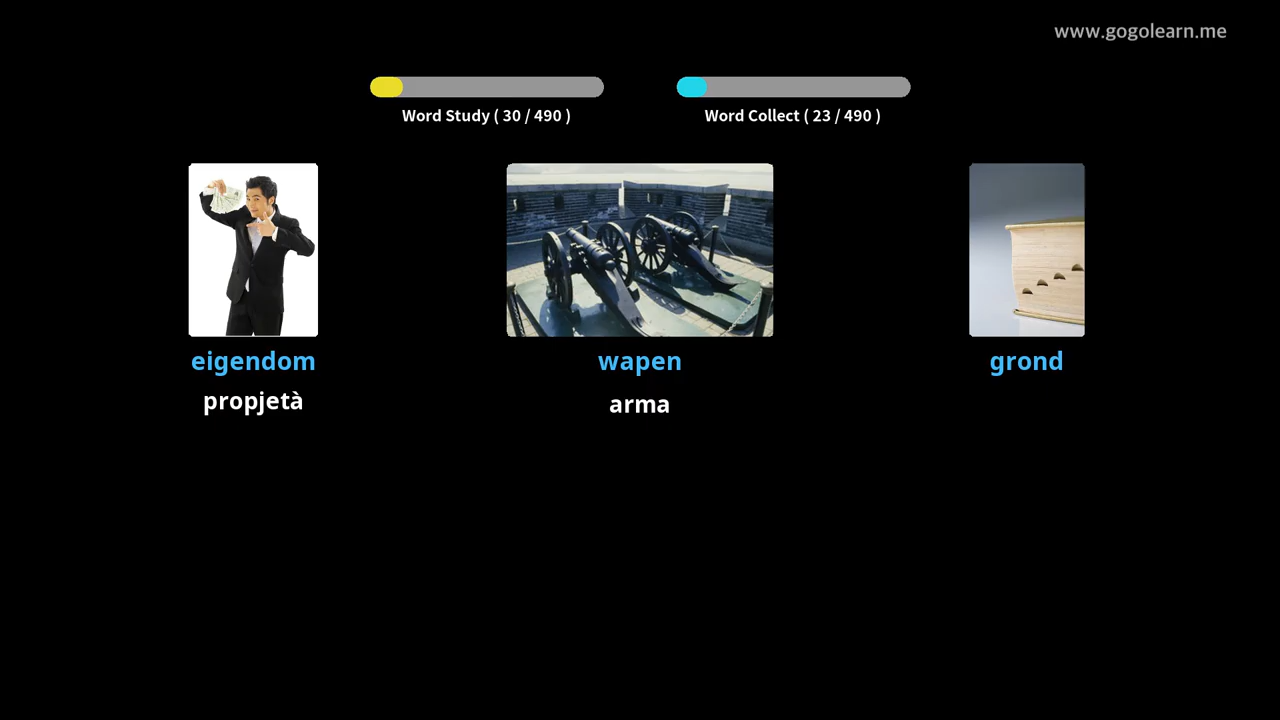 www.gogolearn.me
Word Study ( 30 / 490 )
Word Collect ( 23 / 490 )
eigendom
propjetà
wapen
arma
grond